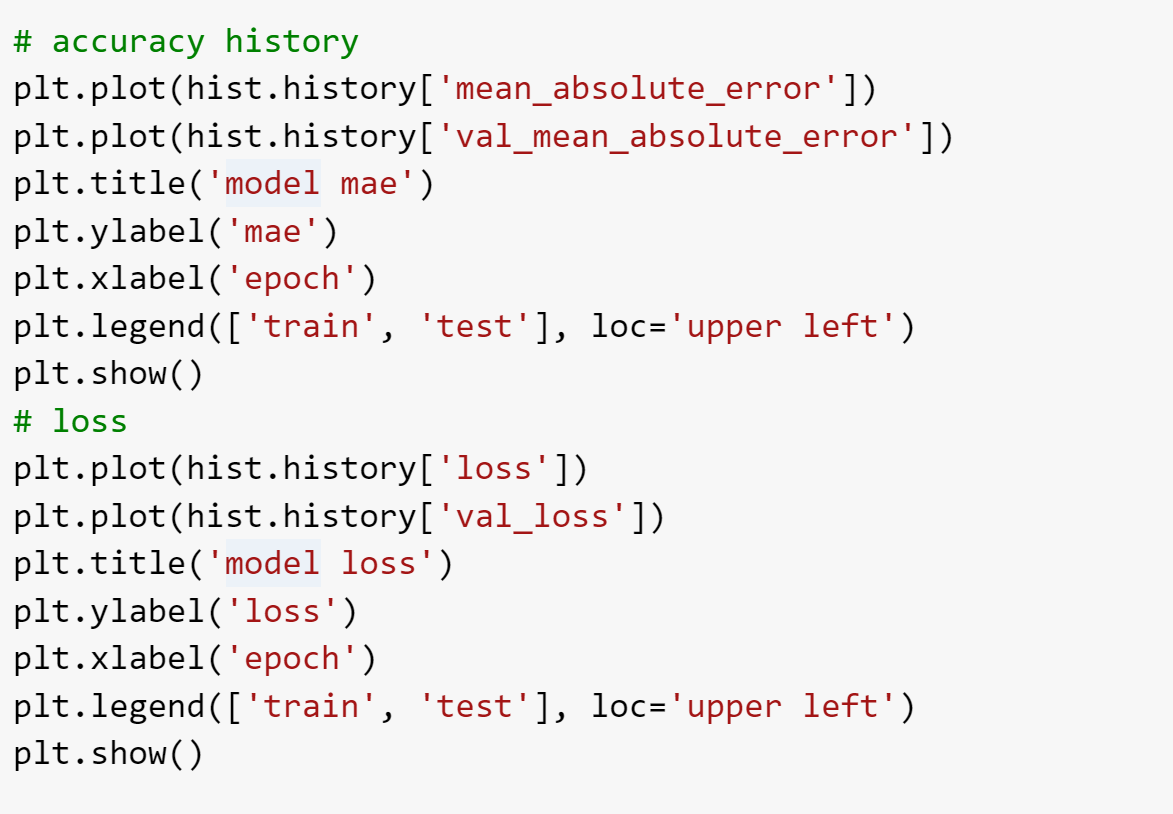 # accuracy history
plt.plot(hist.history['mean_absolute_error'])
plt.plot(hist.history['val_mean_absolute_error'])
plt.title('model mae')
plt.ylabel('mae')
plt.xlabel('epoch')
plt.legend(['train', 'test'], loc='upper left')
plt.show()
# loss
plt.plot(hist.history['loss'])
plt.plot(hist.history['val_loss'])
plt.title('model loss')
plt.ylabel('loss')
plt.xlabel('epoch')
plt.legend(['train', 'test'], loc='upper left')
plt.show()